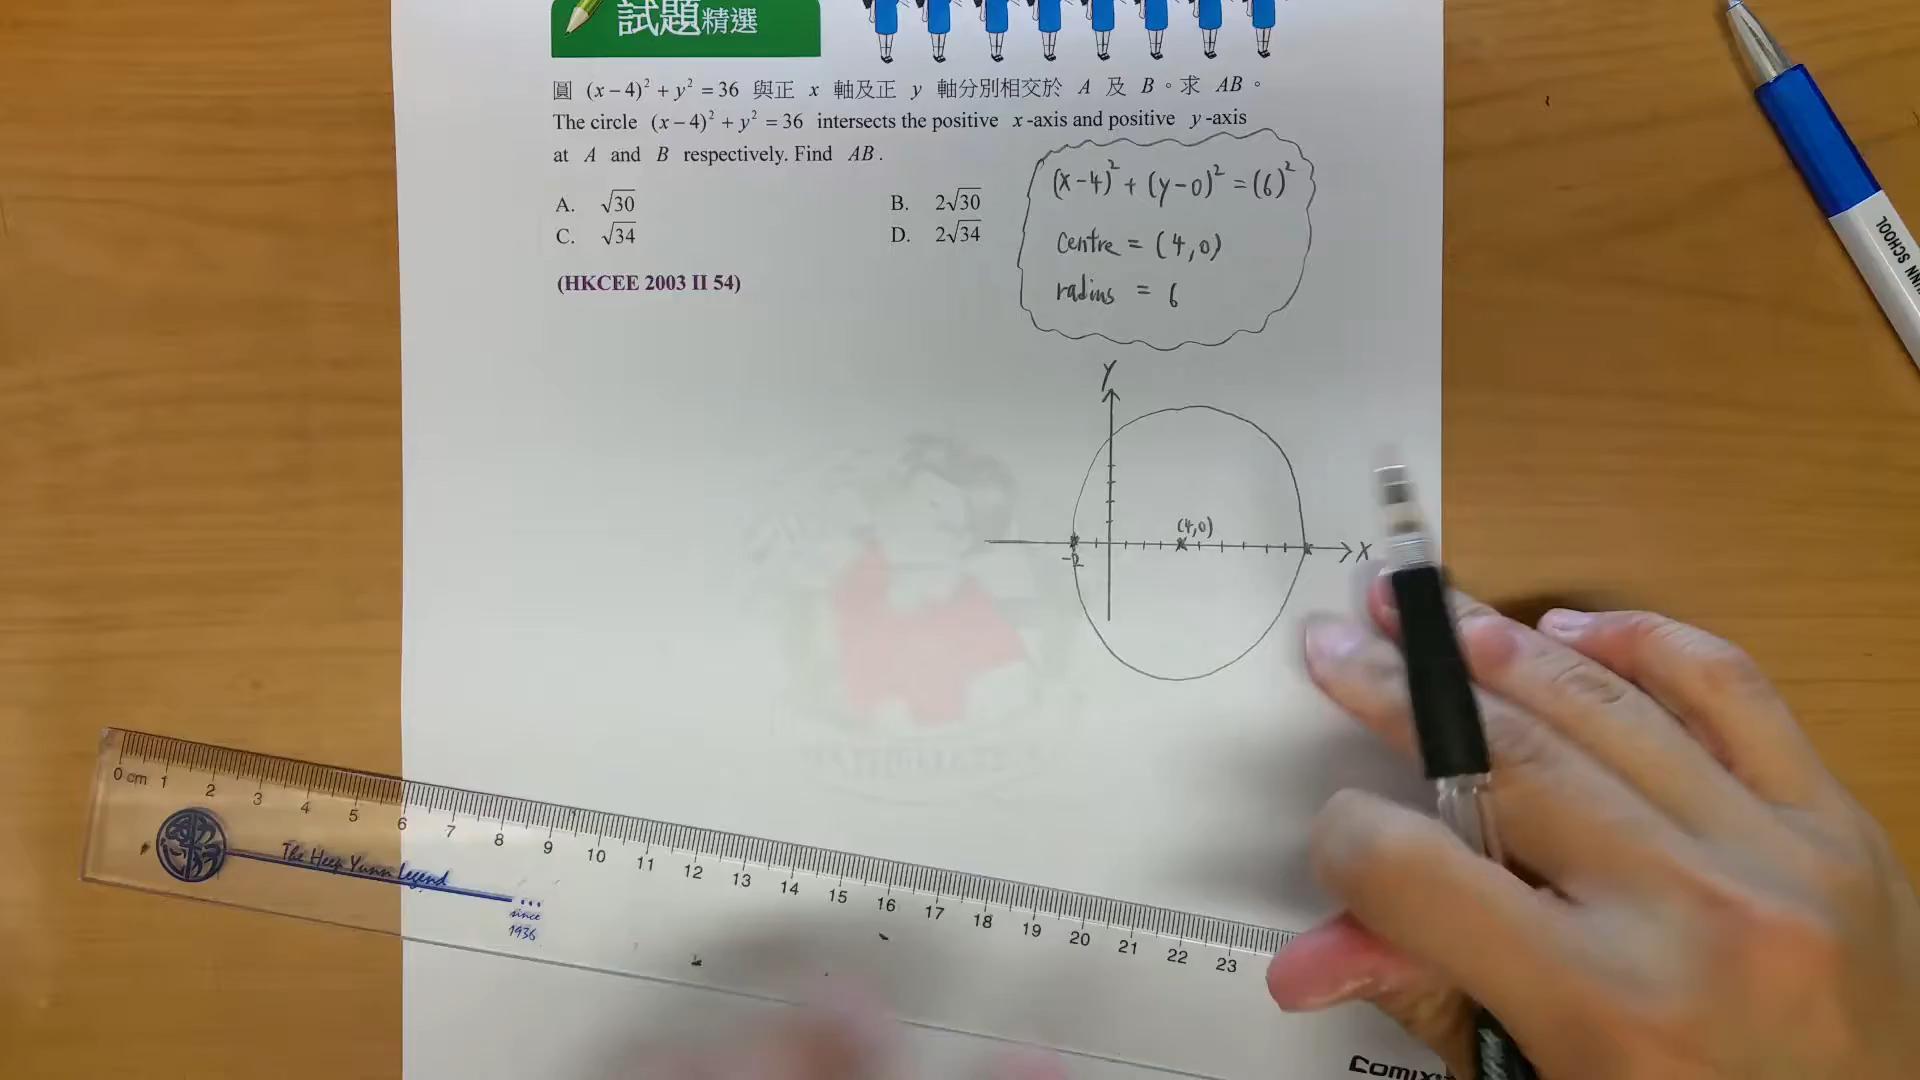 試題精選
圓 (x−4)² + y² = 36 與正 x 軸及正 y 軸分別相交於 A 及 B。求 AB。
The circle (x−4)² + y² = 36 intersects the positive x-axis and positive y-axis
at A and B respectively. Find AB.
A. √30
B. 2√30
C. √34
D. 2√34
(HKCEE 2003 II 54)
(x−4)² + (y−0)² = (6)²
centre = (4,0)
radius = 6
y
(4,0)
x
-2
0 cm 1 2 3 4 5 6 7 8 9 10 11 12 13 14 15 16 17 18 19 20 21 22 23
The Heep Yunn Legend ...
since
1936
SCHOOL
Comix